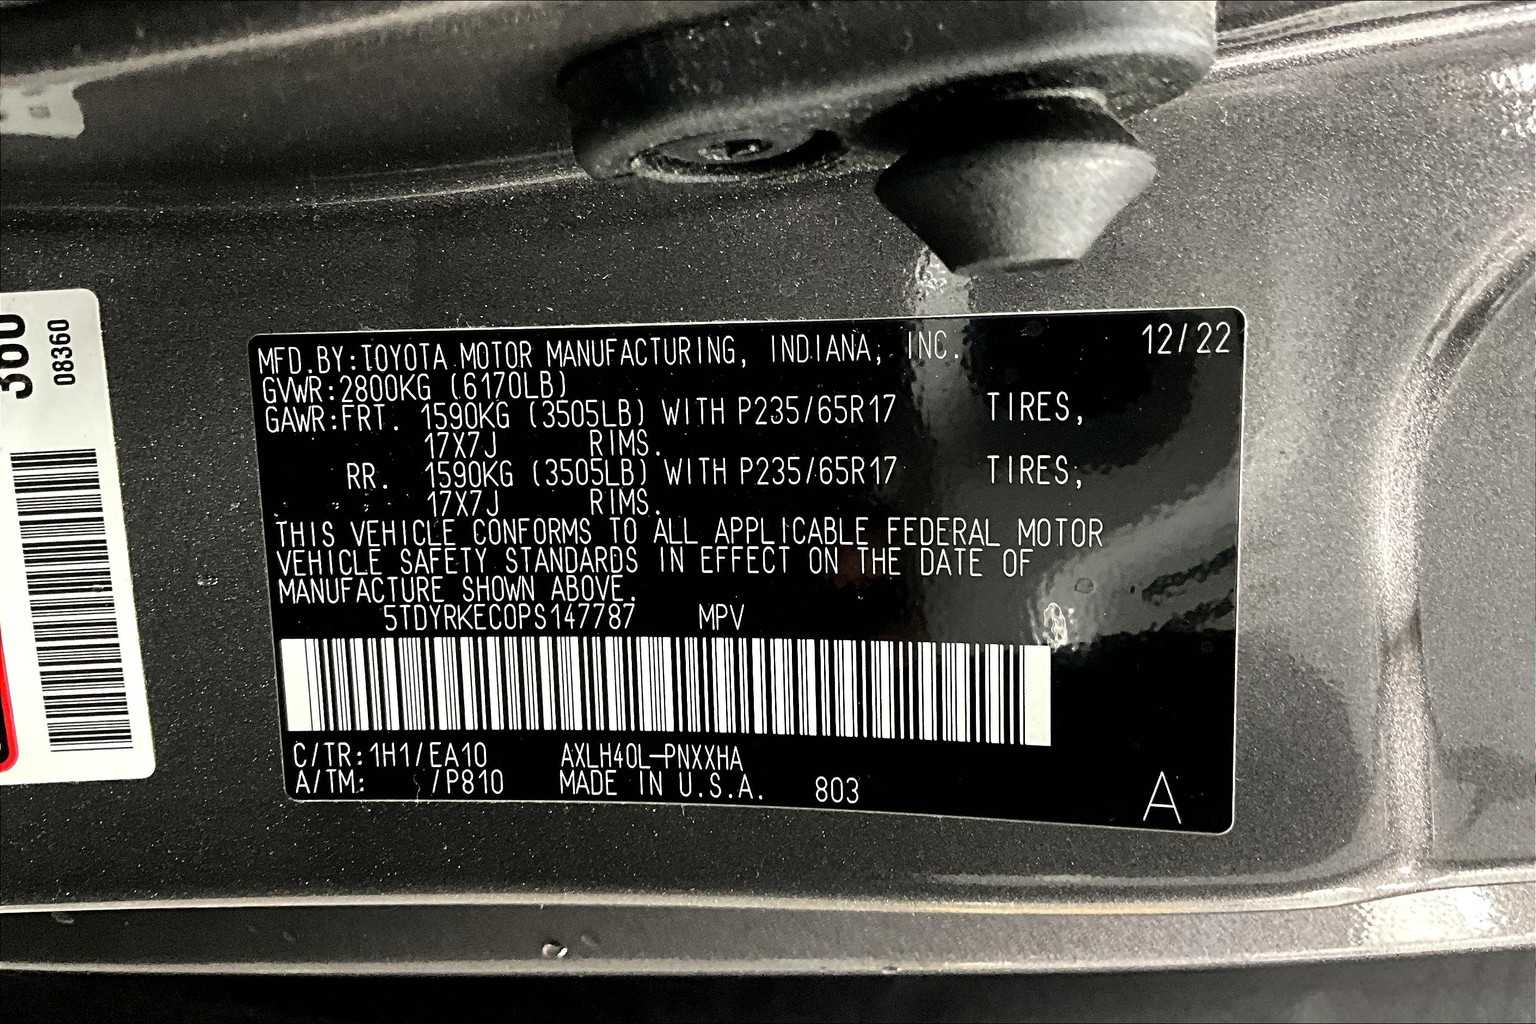 MFD.BY:TOYOTA MOTOR MANUFACTURING, INDIANA, INC. 12/22
GVWR:2800KG (6170LB)
GAWR:FRT. 1590KG (3505LB) WITH P235/65R17 TIRES,
17X7J RIMS.
RR. 1590KG (3505LB) WITH P235/65R17 TIRES,
17X7J RIMS.
THIS VEHICLE CONFORMS TO ALL APPLICABLE FEDERAL MOTOR
VEHICLE SAFETY STANDARDS IN EFFECT ON THE DATE OF
MANUFACTURE SHOWN ABOVE.
5TDYRKEC0PS147787 MPV
C/TR:1H1/EA10 AXLH40L-PNXXHA
A/TM: /P810 MADE IN U.S.A. 803 A
08360